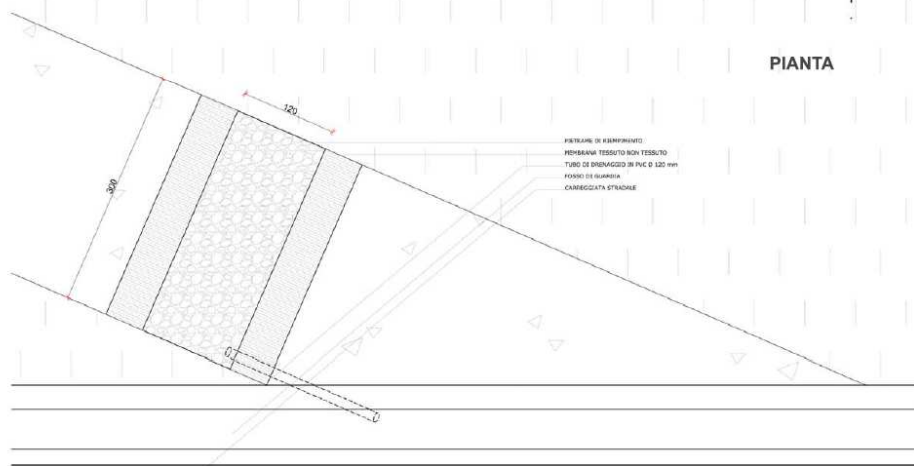 PIANTA
120
300
PIETRAME DI RIEMPIMENTO
MEMBRANA TESSUTO NON TESSUTO
TUBO DI DRENAGGIO IN PVC Ø 120 mm
FOSSO DI GUARDIA
CARREGGIATA STRADALE